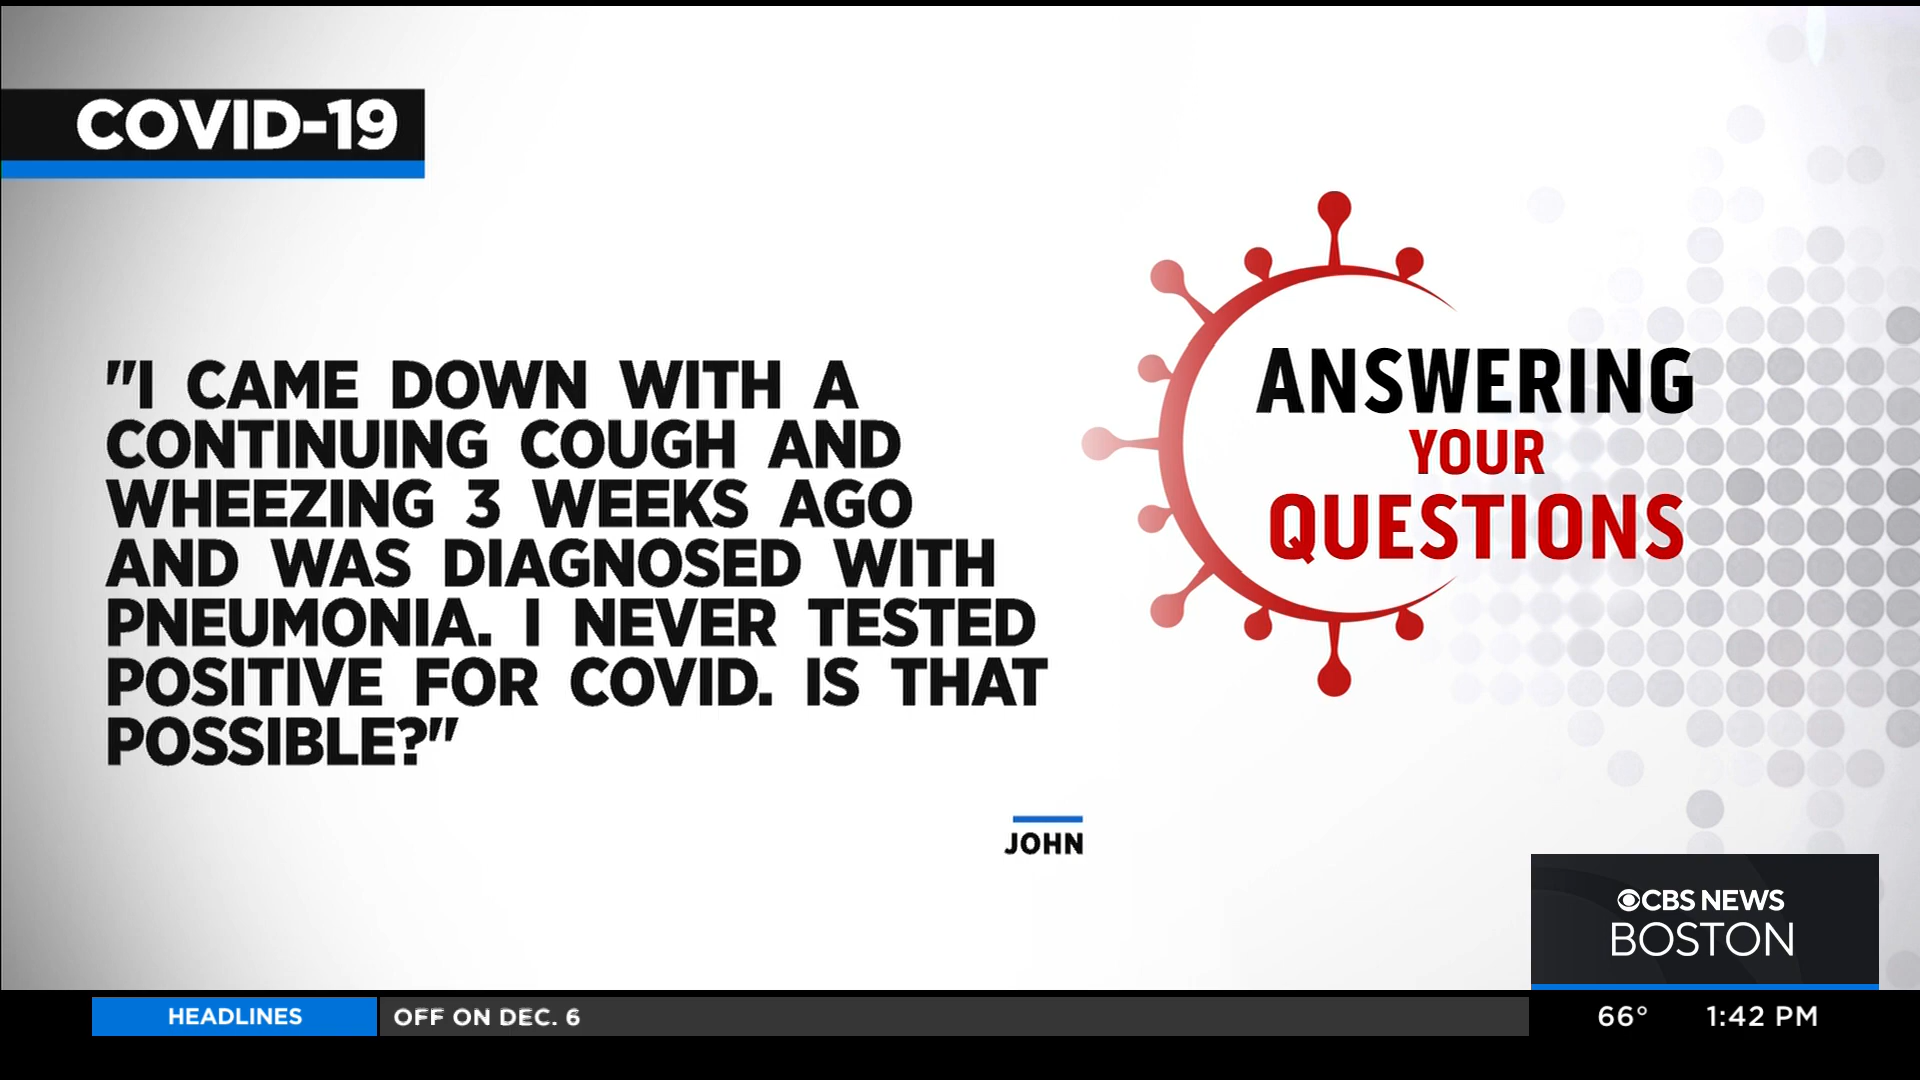 COVID-19
"I CAME DOWN WITH A
CONTINUING COUGH AND
WHEEZING 3 WEEKS AGO
AND WAS DIAGNOSED WITH
PNEUMONIA. I NEVER TESTED
POSITIVE FOR COVID. IS THAT
POSSIBLE?"
JOHN
ANSWERING
YOUR
QUESTIONS
CBS NEWS
BOSTON
HEADLINES
OFF ON DEC. 6
66°
1:42 PM